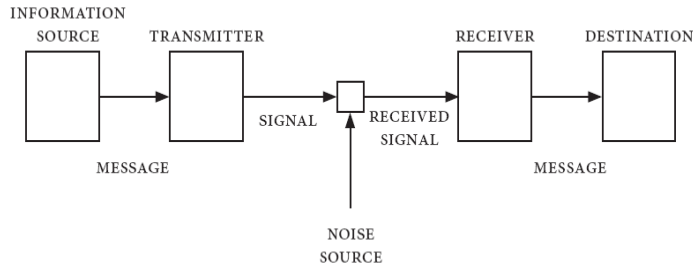 INFORMATION
SOURCE
TRANSMITTER
RECEIVER
DESTINATION
SIGNAL
RECEIVED
SIGNAL
MESSAGE
MESSAGE
NOISE
SOURCE